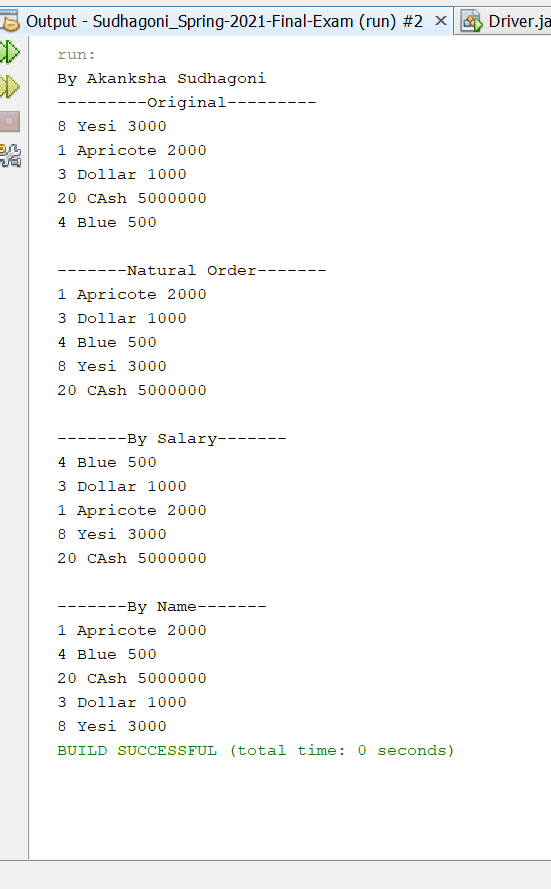 Output - Sudhagoni_Spring-2021-Final-Exam (run) #2 × Driver.ja
run:
By Akanksha Sudhagoni
---------Original---------
8 Yesi 3000
1 Apricote 2000
3 Dollar 1000
20 CAsh 5000000
4 Blue 500
-------Natural Order-------
1 Apricote 2000
3 Dollar 1000
4 Blue 500
8 Yesi 3000
20 CAsh 5000000
-------By Salary-------
4 Blue 500
3 Dollar 1000
1 Apricote 2000
8 Yesi 3000
20 CAsh 5000000
-------By Name-------
1 Apricote 2000
4 Blue 500
20 CAsh 5000000
3 Dollar 1000
8 Yesi 3000
BUILD SUCCESSFUL (total time: 0 seconds)